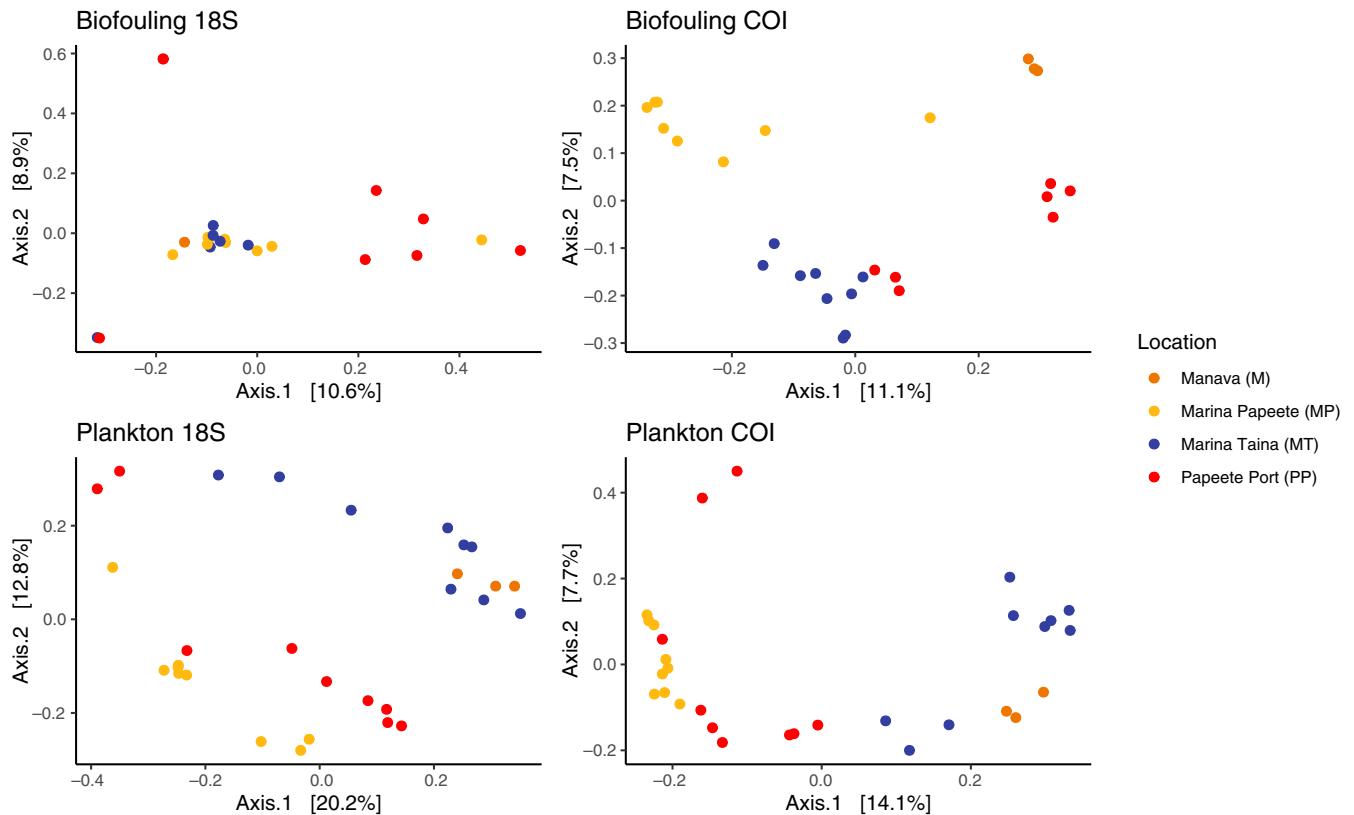 Biofouling 18S
0.6
0.4
0.2
0.0
−0.2
Axis.2 [8.9%]
−0.2 0.0 0.2 0.4
Axis.1 [10.6%]
Biofouling COI
0.3
0.2
0.1
0.0
−0.1
−0.2
−0.3
Axis.2 [7.5%]
−0.2 0.0 0.2
Axis.1 [11.1%]
Plankton 18S
0.2
0.0
−0.2
Axis.2 [12.8%]
−0.4 −0.2 0.0 0.2
Axis.1 [20.2%]
Plankton COI
0.4
0.2
0.0
−0.2
Axis.2 [7.7%]
−0.2 0.0 0.2
Axis.1 [14.1%]
Location
Manava (M)
Marina Papeete (MP)
Marina Taina (MT)
Papeete Port (PP)